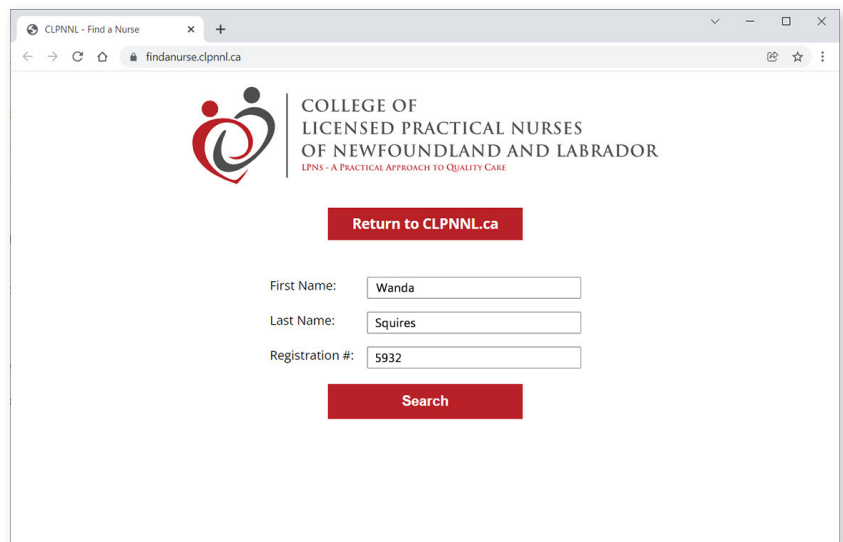 CLPNNL - Find a Nurse
findanurse.clpnnl.ca
COLLEGE OF
LICENSED PRACTICAL NURSES
OF NEWFOUNDLAND AND LABRADOR
LPNs - A Practical Approach to Quality Care
Return to CLPNNL.ca
First Name: Wanda
Last Name: Squires
Registration #: 5932
Search